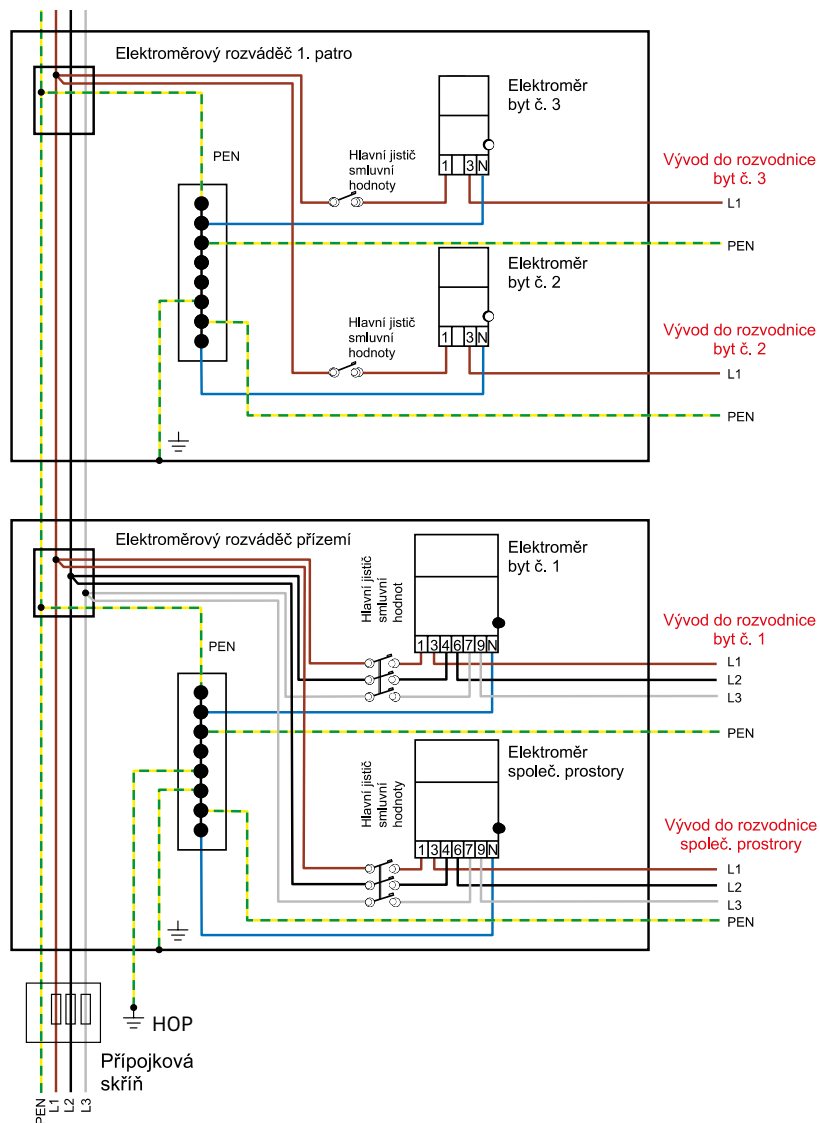 Elektroměrový rozváděč 1. patro
Elektroměr
byt č. 3
PEN
Hlavní jistič
smluvní
hodnoty
1 3 N
Vývod do rozvodnice
byt č. 3
L1
PEN
Elektroměr
byt č. 2
Hlavní jistič
smluvní
hodnoty
1 3 N
Vývod do rozvodnice
byt č. 2
L1
PEN
Elektroměrový rozváděč přízemí
Elektroměr
byt č. 1
Hlavní jistič
smluvní
hodnot
PEN
1 3 4 6 7 9 N
Vývod do rozvodnice
byt č. 1
L1
L2
L3
PEN
Elektroměr
společ. prostory
Hlavní jistič
smluvní
hodnoty
1 3 4 6 7 9 N
Vývod do rozvodnice
společ. prostrory
L1
L2
L3
PEN
HOP
Přípojková
skříň
PEN
L1
L2
L3